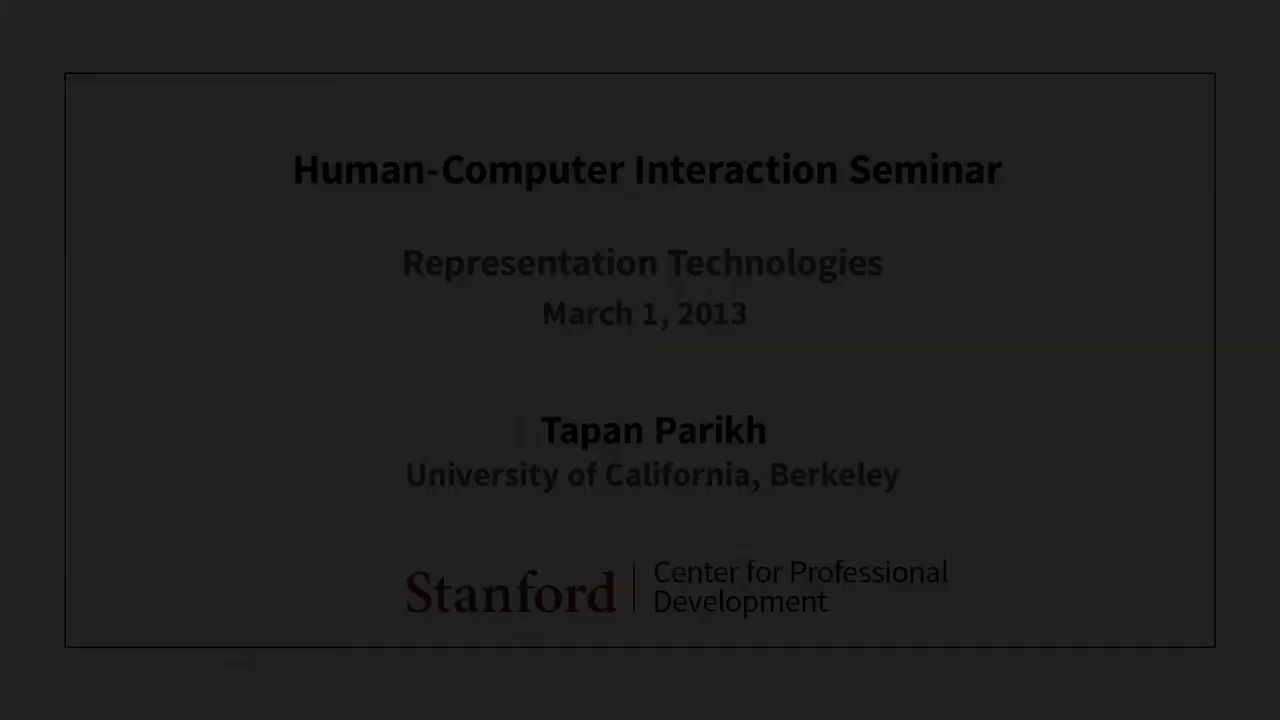 Human-Computer Interaction Seminar
Representation Technologies
March 1, 2013
Tapan Parikh
University of California, Berkeley
Stanford
Center for Professional
Development